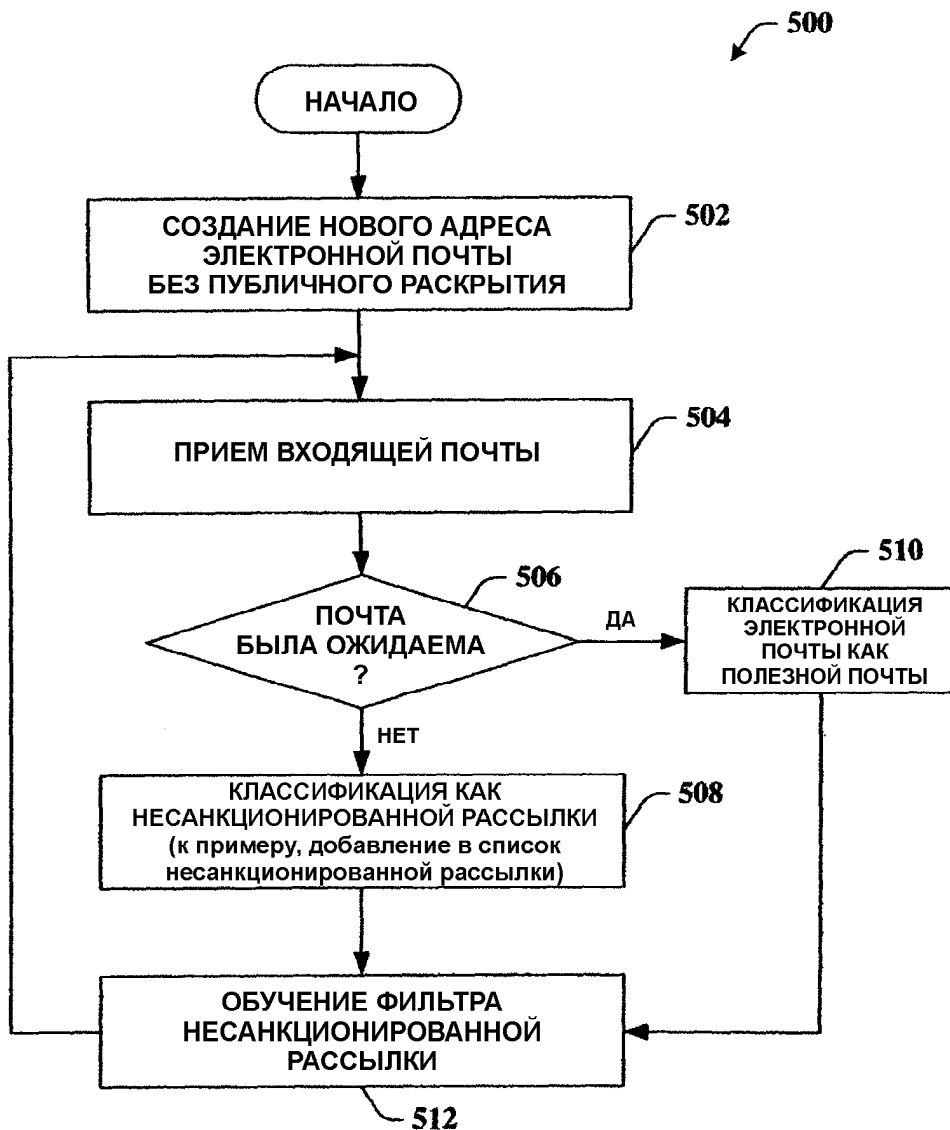 500
НАЧАЛО
СОЗДАНИЕ НОВОГО АДРЕСА
ЭЛЕКТРОННОЙ ПОЧТЫ
БЕЗ ПУБЛИЧНОГО РАСКРЫТИЯ
502
ПРИЕМ ВХОДЯЩЕЙ ПОЧТЫ
504
ПОЧТА
БЫЛА ОЖИДАЕМА
?
506
ДА
510
КЛАССИФИКАЦИЯ
ЭЛЕКТРОННОЙ
ПОЧТЫ КАК
ПОЛЕЗНОЙ ПОЧТЫ
НЕТ
КЛАССИФИКАЦИЯ КАК
НЕСАНКЦИОНИРОВАННОЙ РАССЫЛКИ
(к примеру, добавление в список
несанкционированной рассылки)
508
ОБУЧЕНИЕ ФИЛЬТРА
НЕСАНКЦИОНИРОВАННОЙ
РАССЫЛКИ
512